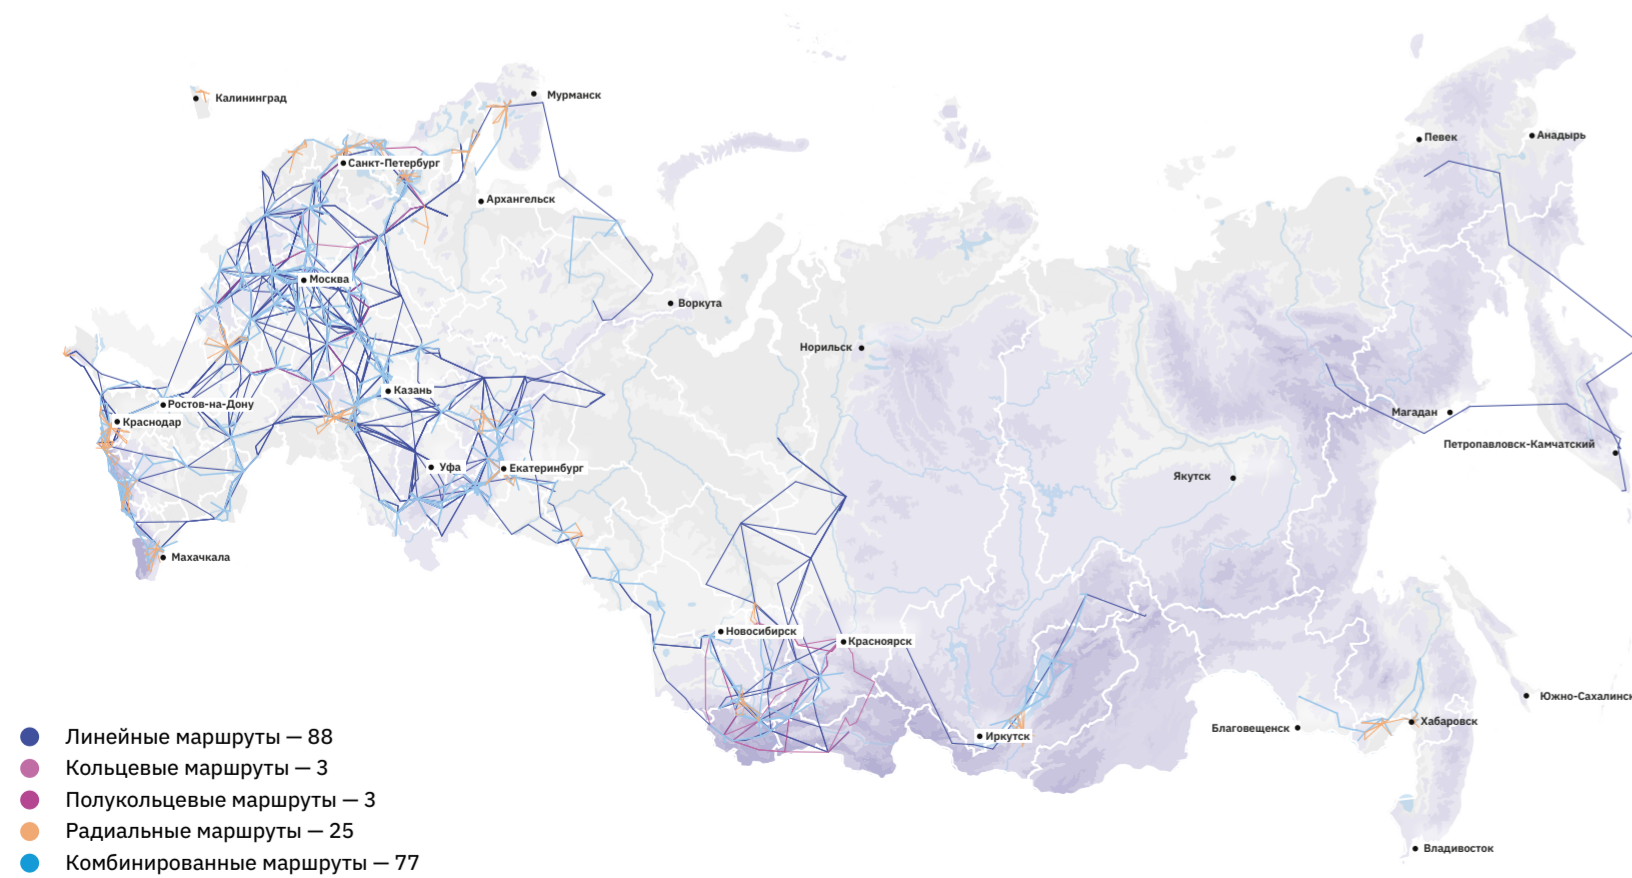 Мурманск
Калининград
Певек
Анадырь
Санкт-Петербург
Архангельск
Москва
Воркута
Норильск
Казань
Ростов-на-Дону
Магадан
Краснодар
Петропавловск-Камчатский
Уфа
Екатеринбург
Якутск
Махачкала
Новосибирск
Красноярск
Южно-Сахалинск
Хабаровск
Благовещенск
Иркутск
Владивосток
Линейные маршруты — 88
Кольцевые маршруты — 3
Полукольцевые маршруты — 3
Радиальные маршруты — 25
Комбинированные маршруты — 77